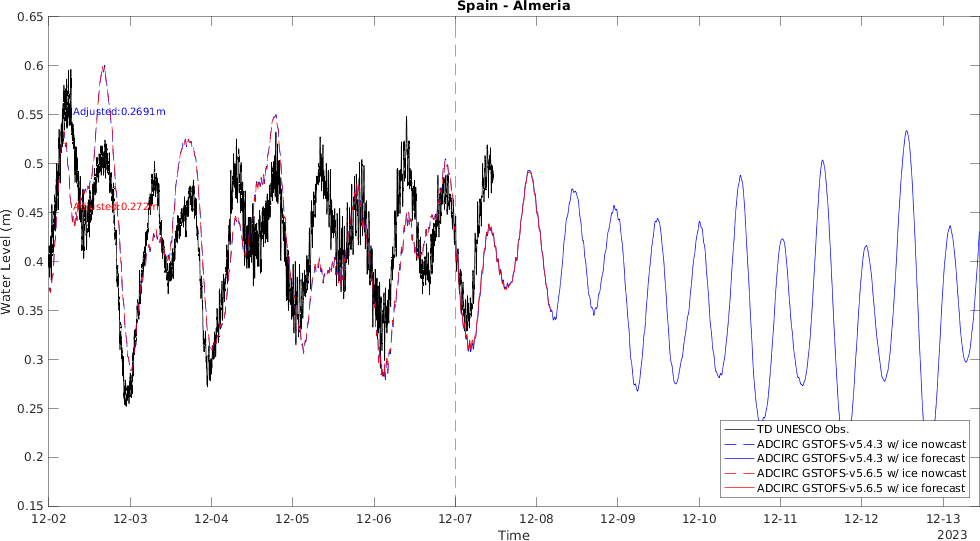 Spain - Almeria
0.65
0.6
0.55
0.5
0.45
0.4
0.35
0.3
0.25
0.2
0.15
Water Level (m)
Adjusted:0.2691m
Adjusted:0.272m
12-02 12-03 12-04 12-05 12-06 12-07 12-08 12-09 12-10 12-11 12-12 12-13
Time
2023
TD UNESCO Obs.
ADCIRC GSTOFS-v5.4.3 w/ ice nowcast
ADCIRC GSTOFS-v5.4.3 w/ ice forecast
ADCIRC GSTOFS-v5.6.5 w/ ice nowcast
ADCIRC GSTOFS-v5.6.5 w/ ice forecast